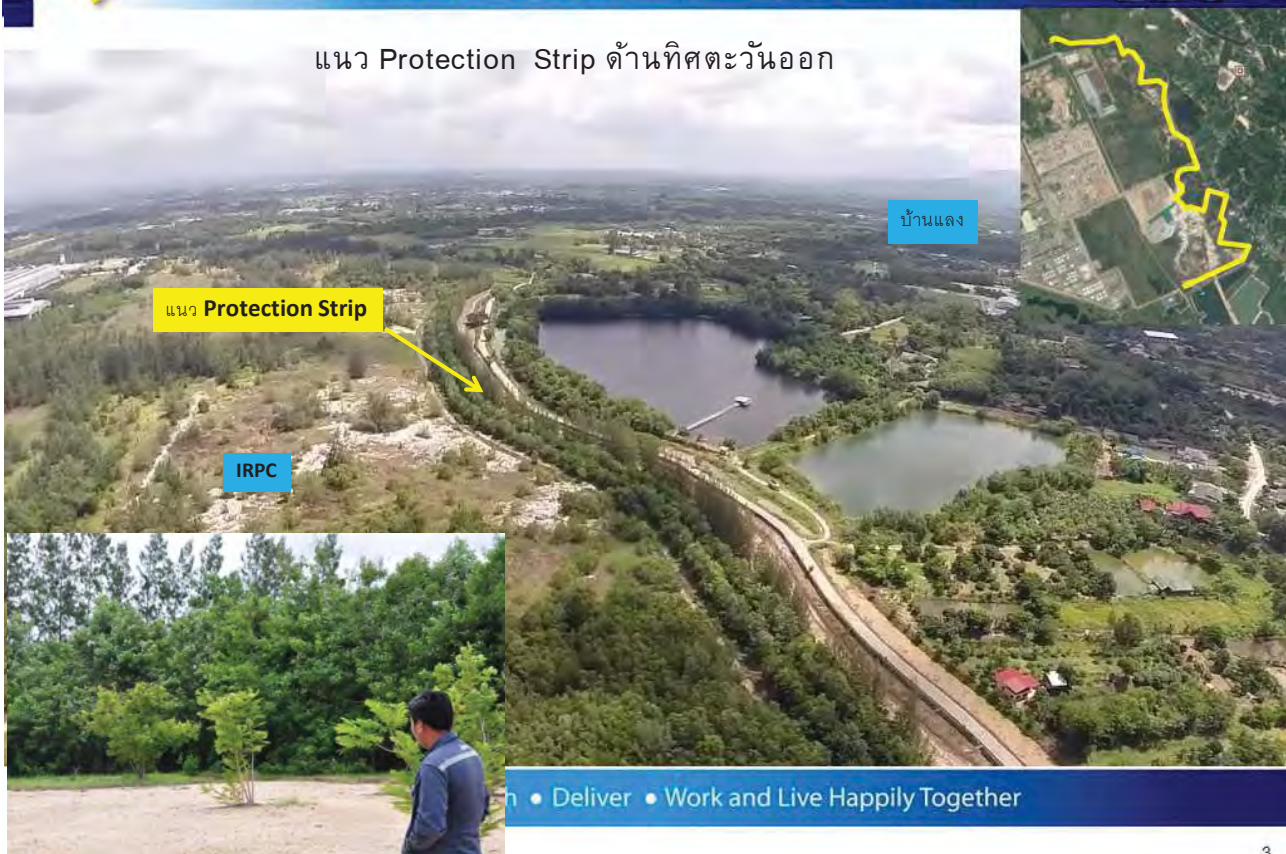 แนว Protection Strip ด้านทิศตะวันออก
บ้านแลง
แนว Protection Strip
IRPC
• Deliver • Work and Live Happily Together
3